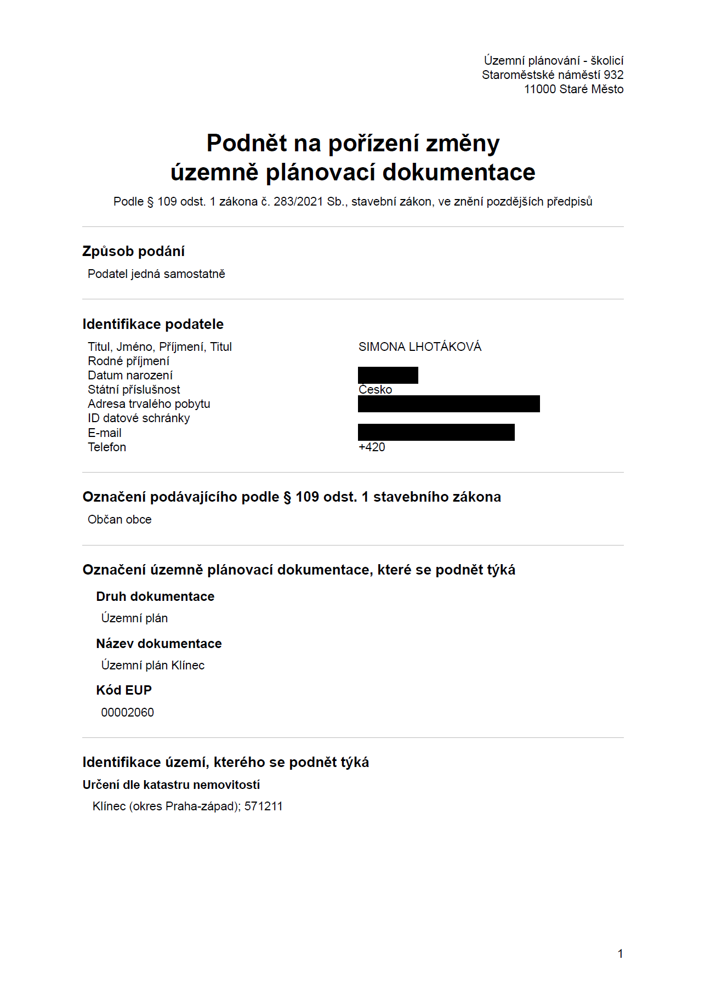 Územní plánování - školicí
Staroměstské náměstí 932
11000 Staré Město
Podnět na pořízení změny
územně plánovací dokumentace
Podle § 109 odst. 1 zákona č. 283/2021 Sb., stavební zákon, ve znění pozdějších předpisů
Způsob podání
Podatel jedná samostatně
Identifikace podatele
Titul, Jméno, Příjmení, Titul SIMONA LHOTÁKOVÁ
Rodné příjmení
Datum narození
Státní příslušnost Česko
Adresa trvalého pobytu
ID datové schránky
E-mail
Telefon +420
Označení podávajícího podle § 109 odst. 1 stavebního zákona
Občan obce
Označení územně plánovací dokumentace, které se podnět týká
Druh dokumentace
Územní plán
Název dokumentace
Územní plán Klínec
Kód EUP
00002060
Identifikace území, kterého se podnět týká
Určení dle katastru nemovitostí
Klínec (okres Praha-západ); 571211
1